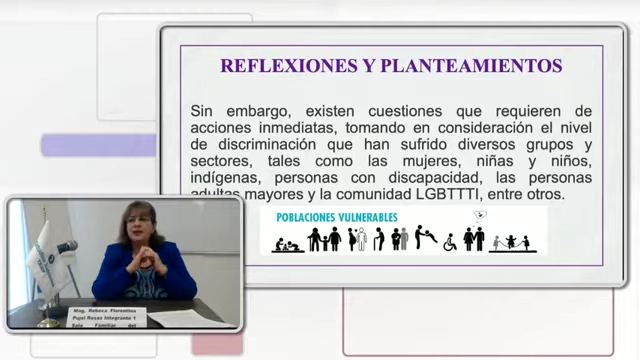 REFLEXIONES Y PLANTEAMIENTOS
Sin embargo, existen cuestiones que requieren de
acciones inmediatas, tomando en consideración el nivel
de discriminación que han sufrido diversos grupos y
sectores, tales como las mujeres, niñas y niños,
indígenas, personas con discapacidad, las personas
adultas mayores y la comunidad LGBTTTI, entre otros.
POBLACIONES VULNERABLES
Mag. Rebeca Florentina
Pujol Rosas Integrante 1
Sala Familiar del